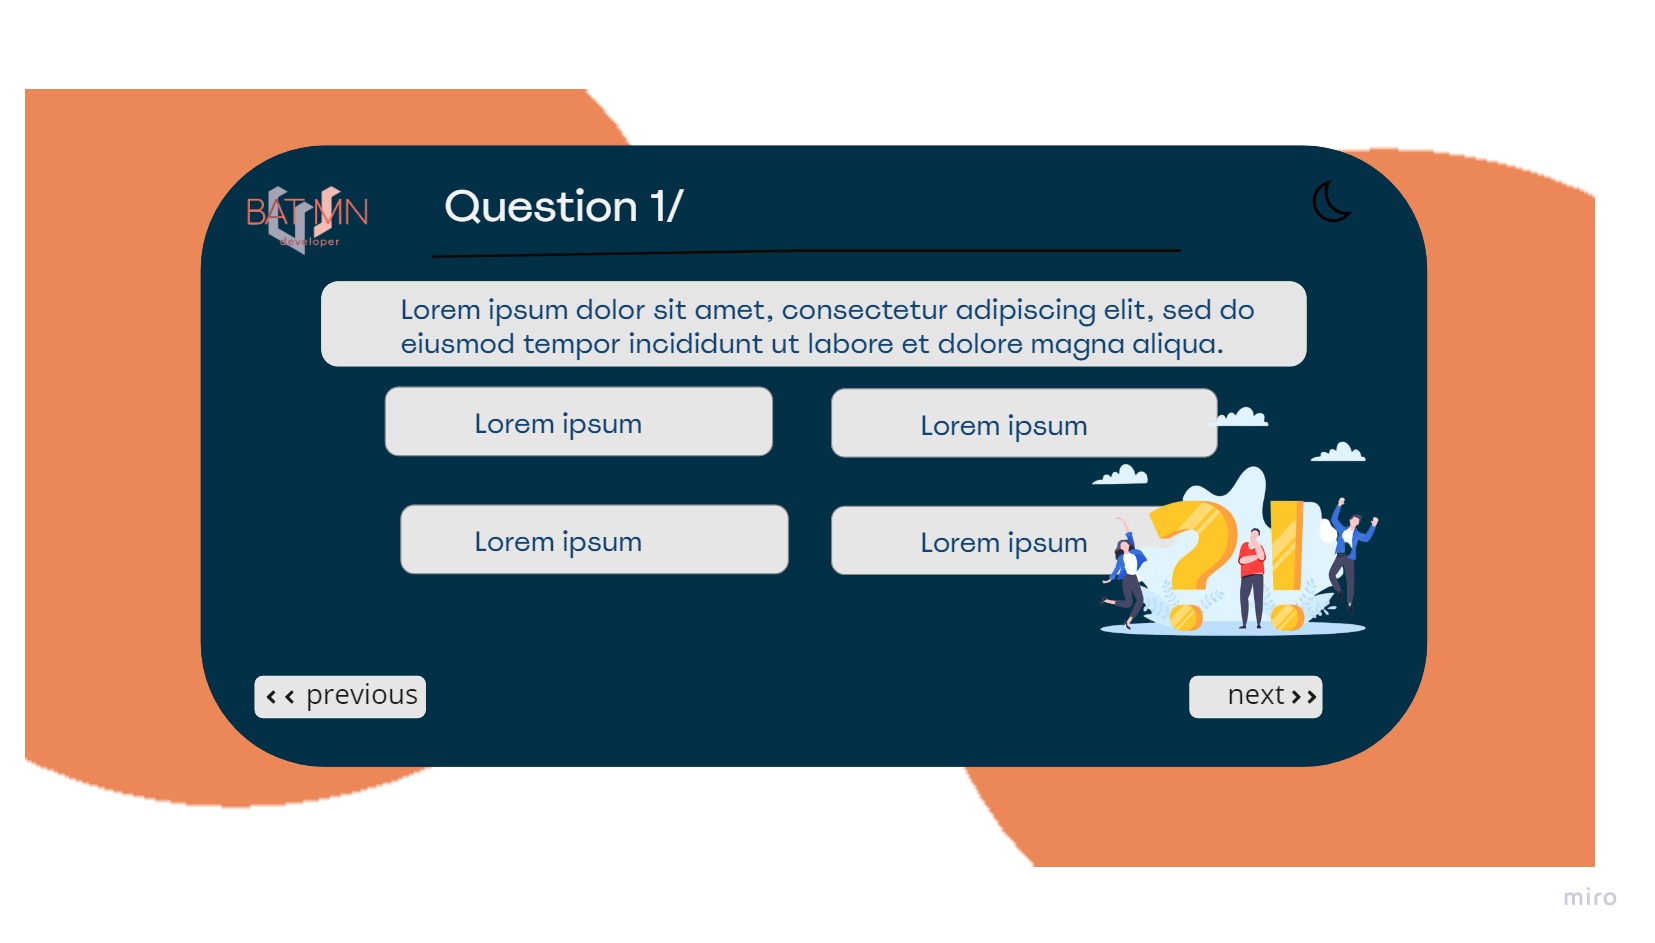 BATMN
developer
Question 1/
Lorem ipsum dolor sit amet, consectetur adipiscing elit, sed do
eiusmod tempor incididunt ut labore et dolore magna aliqua.
Lorem ipsum
Lorem ipsum
Lorem ipsum
Lorem ipsum
?!
‹‹ previous
next ››
miro